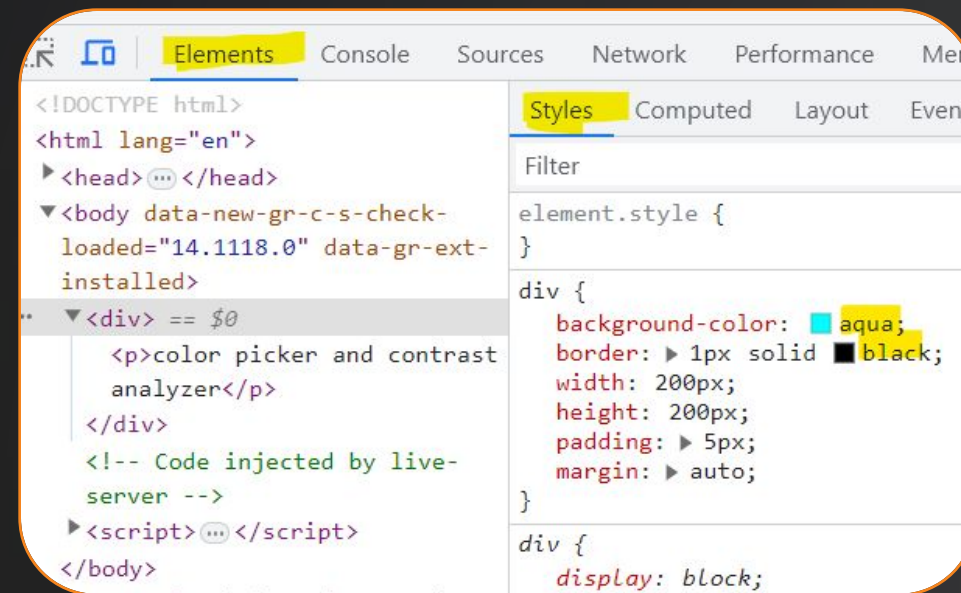 Elements Console Sources Network Performance Mer
<!DOCTYPE html>
<html lang="en">
<head>…</head>
<body data-new-gr-c-s-check-
loaded="14.1118.0" data-gr-ext-
installed>
<div> == $0
<p>color picker and contrast
analyzer</p>
</div>
<!-- Code injected by live-
server -->
<script>…</script>
</body>
Styles Computed Layout Even
Filter
element.style {
}
div {
background-color: aqua;
border: 1px solid black;
width: 200px;
height: 200px;
padding: 5px;
margin: auto;
}
div {
display: block;